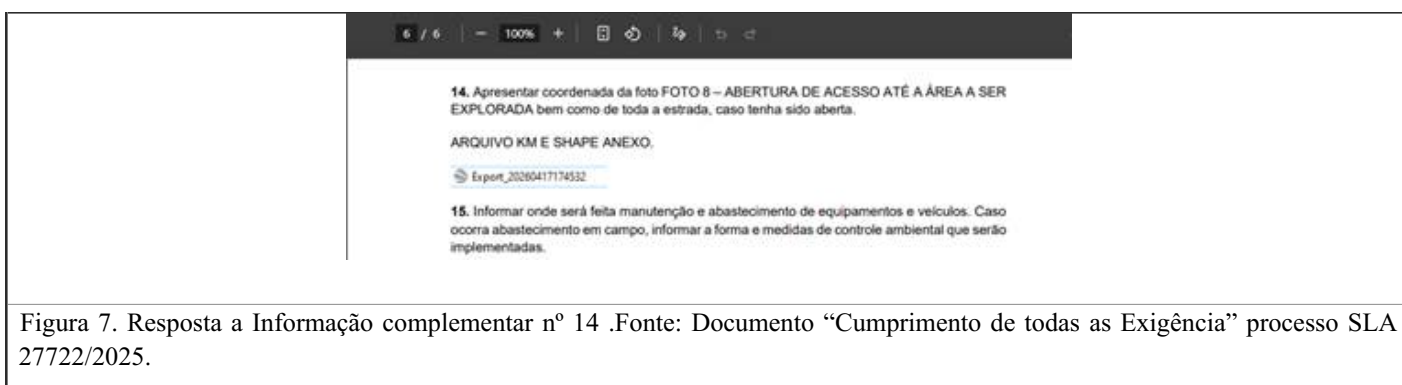 6 / 6 | − 100% +
14. Apresentar coordenada da foto FOTO 8 – ABERTURA DE ACESSO ATÉ A ÁREA A SER
EXPLORADA bem como de toda a estrada, caso tenha sido aberta.
ARQUIVO KM E SHAPE ANEXO.
Export_20260417174532
15. Informar onde será feita manutenção e abastecimento de equipamentos e veículos. Caso
ocorra abastecimento em campo, informar a forma e medidas de controle ambiental que serão
implementadas.
Figura 7. Resposta a Informação complementar nº 14 .Fonte: Documento “Cumprimento de todas as Exigência” processo SLA
27722/2025.